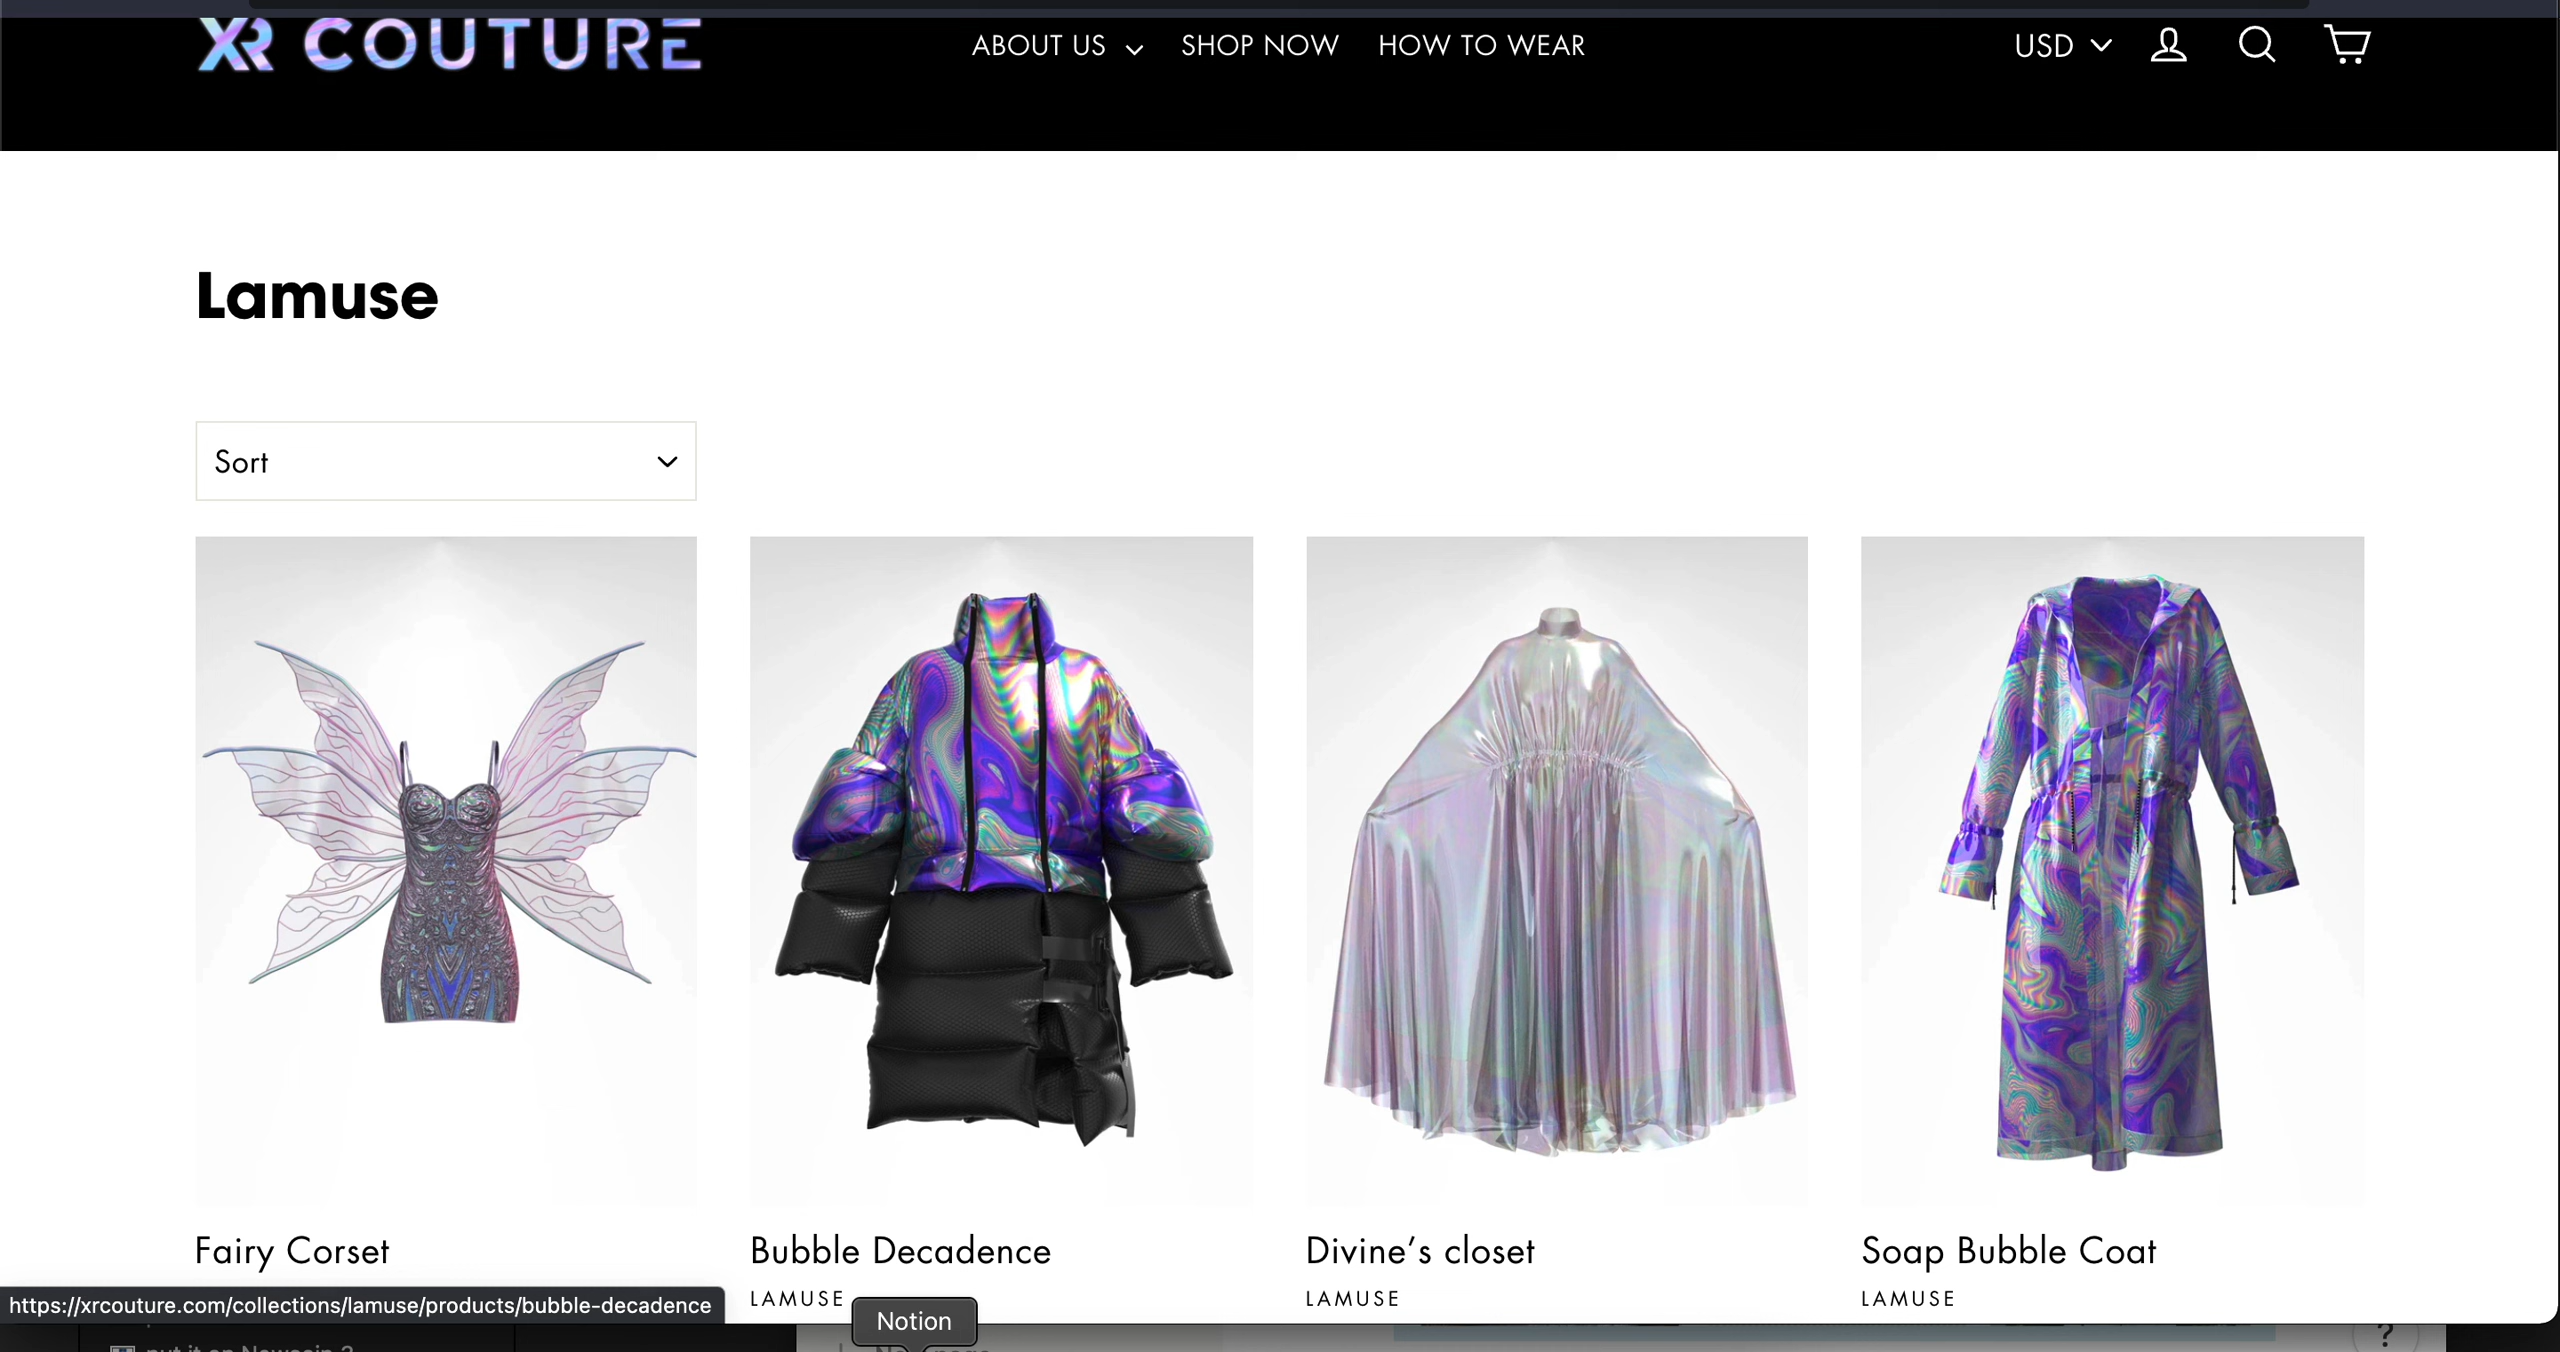 XR COUTURE
ABOUT US SHOP NOW HOW TO WEAR USD
Lamuse
Sort
Fairy Corset
Bubble Decadence
LAMUSE
Divine's closet
LAMUSE
Soap Bubble Coat
LAMUSE
https://xrcouture.com/collections/lamuse/products/bubble-decadence
Notion
?